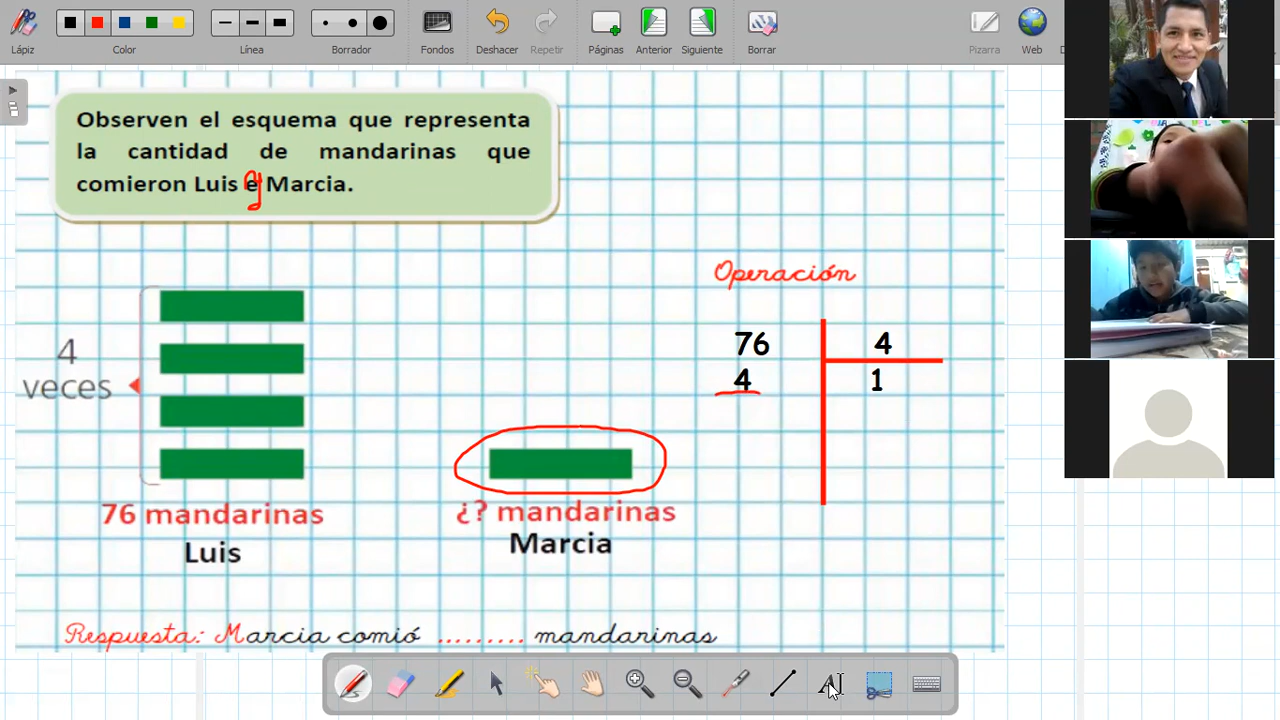 Lápiz
Color
Línea
Borrador
Fondos
Deshacer
Repetir
Páginas
Anterior
Siguiente
Borrar
Pizarra
Web
Observen el esquema que representa
la cantidad de mandarinas que
comieron Luis y Marcia.
Operación
76 4
4 1
4
veces
76 mandarinas
Luis
¿? mandarinas
Marcia
Respuesta: Marcia comió ......... mandarinas